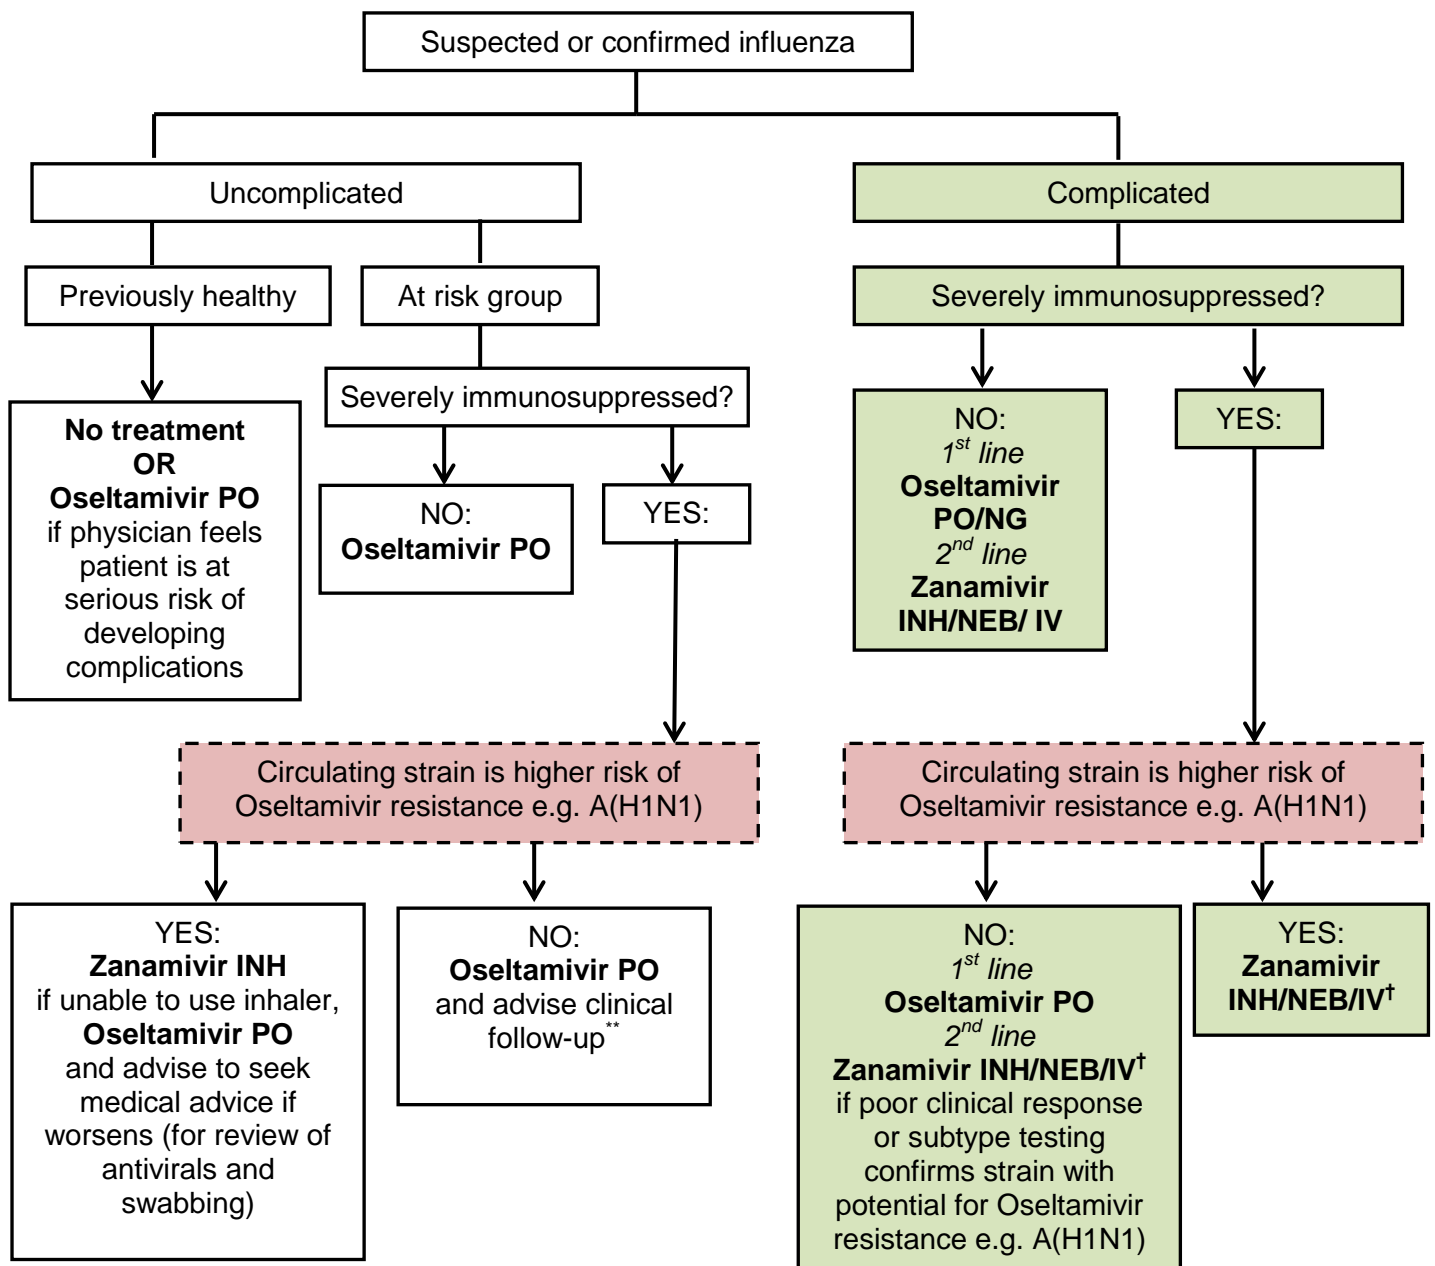 Suspected or confirmed influenza
Uncomplicated
Complicated
Previously healthy
At risk group
Severely immunosuppressed?
Severely immunosuppressed?
No treatment
OR
Oseltamivir PO
if physician feels
patient is at
serious risk of
developing
complications
NO:
Oseltamivir PO
YES:
NO:
1st line
Oseltamivir
PO/NG
2nd line
Zanamivir
INH/NEB/ IV
YES:
Circulating strain is higher risk of
Oseltamivir resistance e.g. A(H1N1)
Circulating strain is higher risk of
Oseltamivir resistance e.g. A(H1N1)
YES:
Zanamivir INH
if unable to use inhaler,
Oseltamivir PO
and advise to seek
medical advice if
worsens (for review of
antivirals and
swabbing)
NO:
Oseltamivir PO
and advise clinical
follow-up**
NO:
1st line
Oseltamivir PO
2nd line
Zanamivir INH/NEB/IV†
if poor clinical response
or subtype testing
confirms strain with
potential for Oseltamivir
resistance e.g. A(H1N1)
YES:
Zanamivir
INH/NEB/IV†